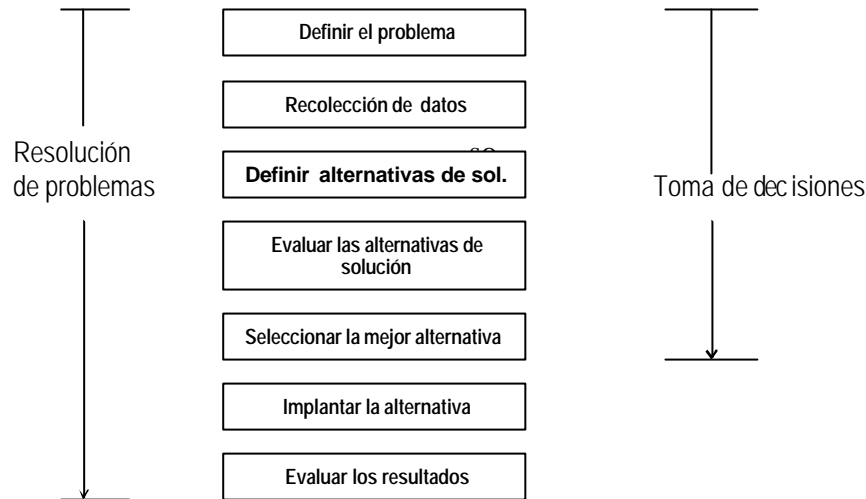 Definir el problema
Recolección de datos
Resolución
de problemas
Definir alternativas de sol.
Toma de decisiones
Evaluar las alternativas de
solución
Seleccionar la mejor alternativa
Implantar la alternativa
Evaluar los resultados